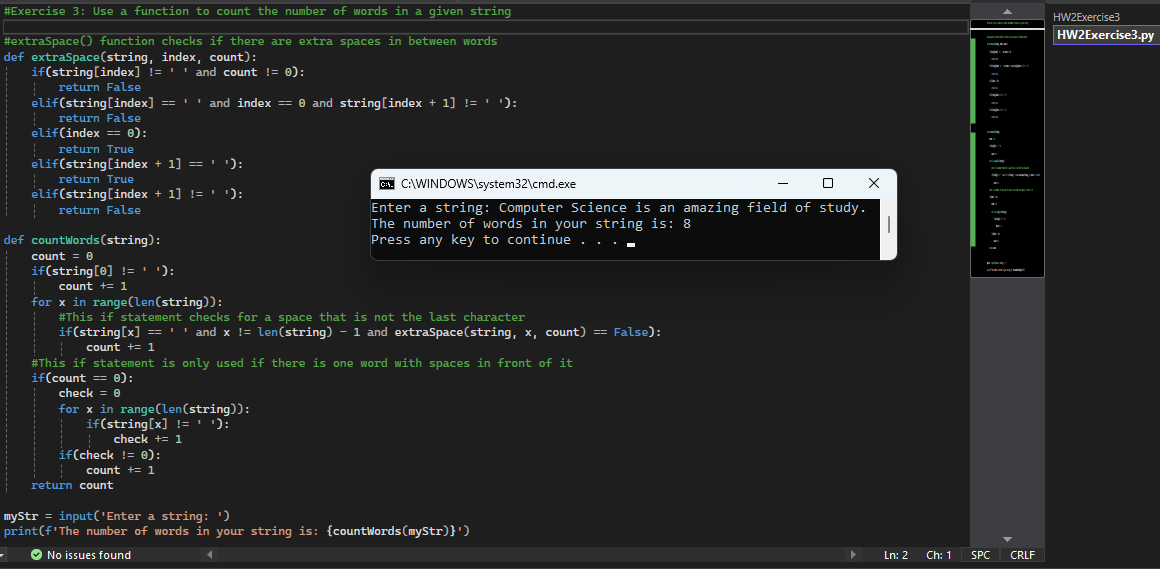 #Exercise 3: Use a function to count the number of words in a given string
#extraSpace() function checks if there are extra spaces in between words
def extraSpace(string, index, count):
    if(string[index] != ' ' and count != 0):
        return False
    elif(string[index] == ' ' and index == 0 and string[index + 1] != ' '):
        return False
    elif(index == 0):
        return True
    elif(string[index + 1] == ' '):
        return True
    elif(string[index + 1] != ' '):
        return False
def countWords(string):
    count = 0
    if(string[0] != ' '):
        count += 1
    for x in range(len(string)):
        #This if statement checks for a space that is not the last character
        if(string[x] == ' ' and x != len(string) - 1 and extraSpace(string, x, count) == False):
            count += 1
    #This if statement is only used if there is one word with spaces in front of it
    if(count == 0):
        check = 0
        for x in range(len(string)):
            if(string[x] != ' '):
                check += 1
        if(check != 0):
            count += 1
    return count
myStr = input('Enter a string: ')
print(f'The number of words in your string is: {countWords(myStr)}')
C:\WINDOWS\system32\cmd.exe
Enter a string: Computer Science is an amazing field of study.
The number of words in your string is: 8
Press any key to continue . . .
HW2Exercise3
HW2Exercise3.py
No issues found
Ln: 2 Ch: 1 SPC CRLF